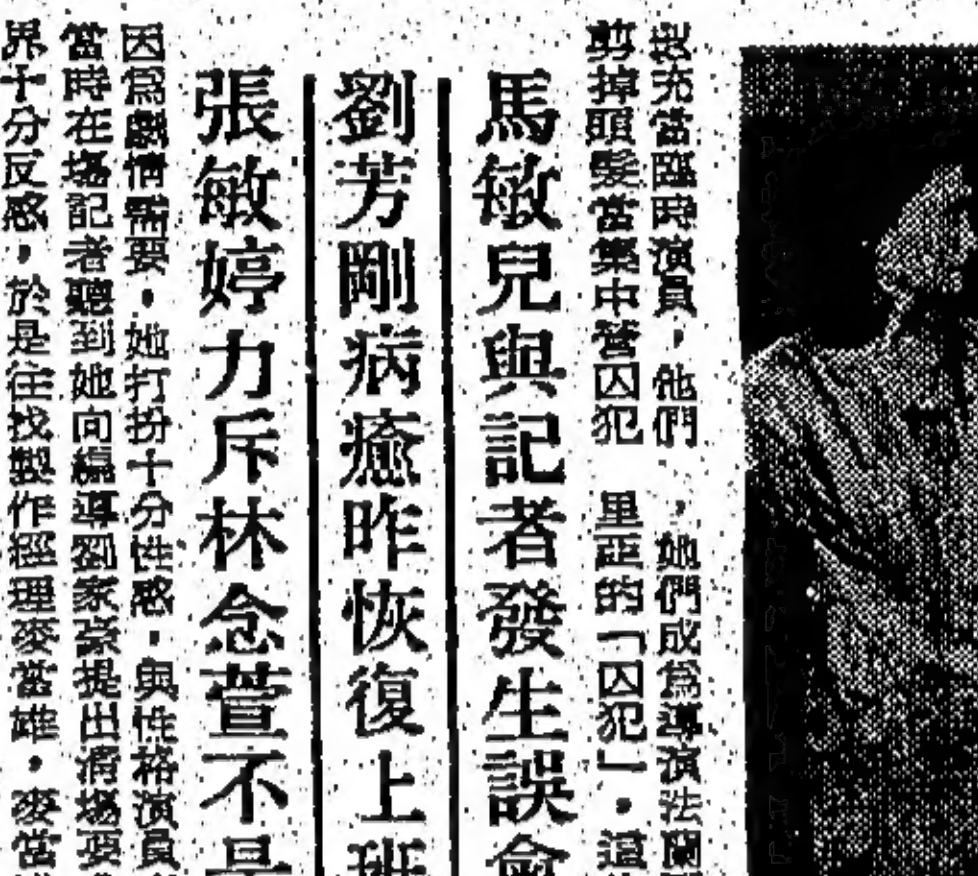 充當臨時演員，他們
，她們成爲導演法蘭
剪掉頭髮當集中營囚犯
里歪的「囚犯」。這
馬敏兒與記者發生誤會
劉芳剛病癒昨恢復上班
張敏婷力斥林念萱不是
因爲劇情需要，她打扮十分性感，與性格演員
當時在場記者聽到她向編導劉家豪提出清場要
界十分反感，於是往找製作經理麥當雄，麥當